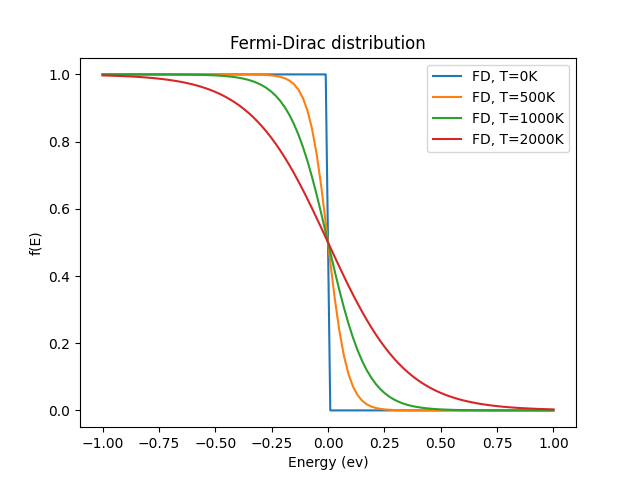 Fermi-Dirac distribution
FD, T=0K
FD, T=500K
FD, T=1000K
FD, T=2000K
f(E)
1.0
0.8
0.6
0.4
0.2
0.0
−1.00 −0.75 −0.50 −0.25 0.00 0.25 0.50 0.75 1.00
Energy (ev)